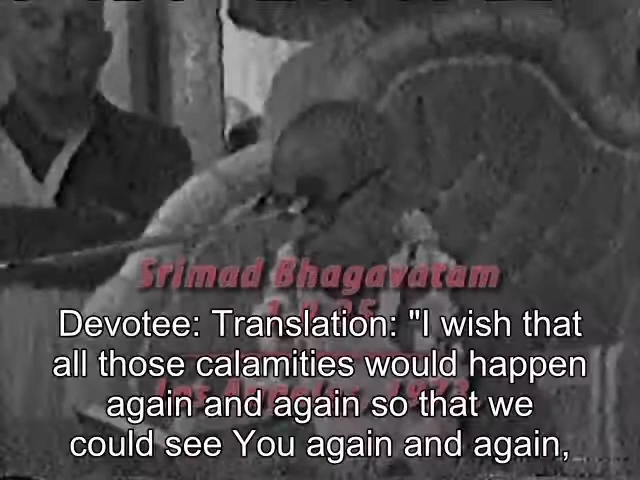 Srimad Bhagavatam
Devotee: Translation: "I wish that
all those calamities would happen
again and again so that we
could see You again and again,